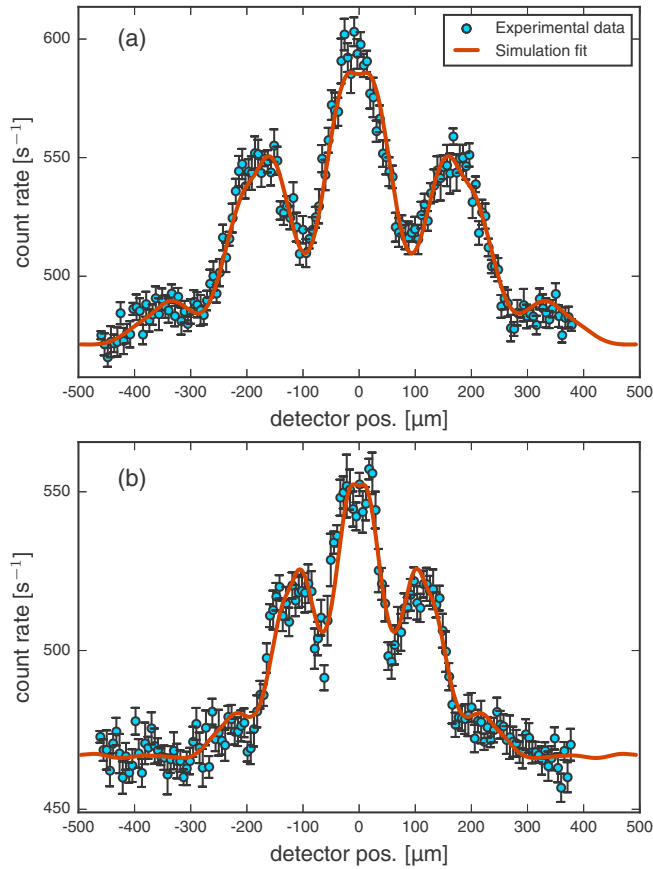 (a)
Experimental data
Simulation fit
600
550
500
count rate [s⁻¹]
-500 -400 -300 -200 -100 0 100 200 300 400 500
detector pos. [µm]
(b)
550
500
450
count rate [s⁻¹]
-500 -400 -300 -200 -100 0 100 200 300 400 500
detector pos. [µm]